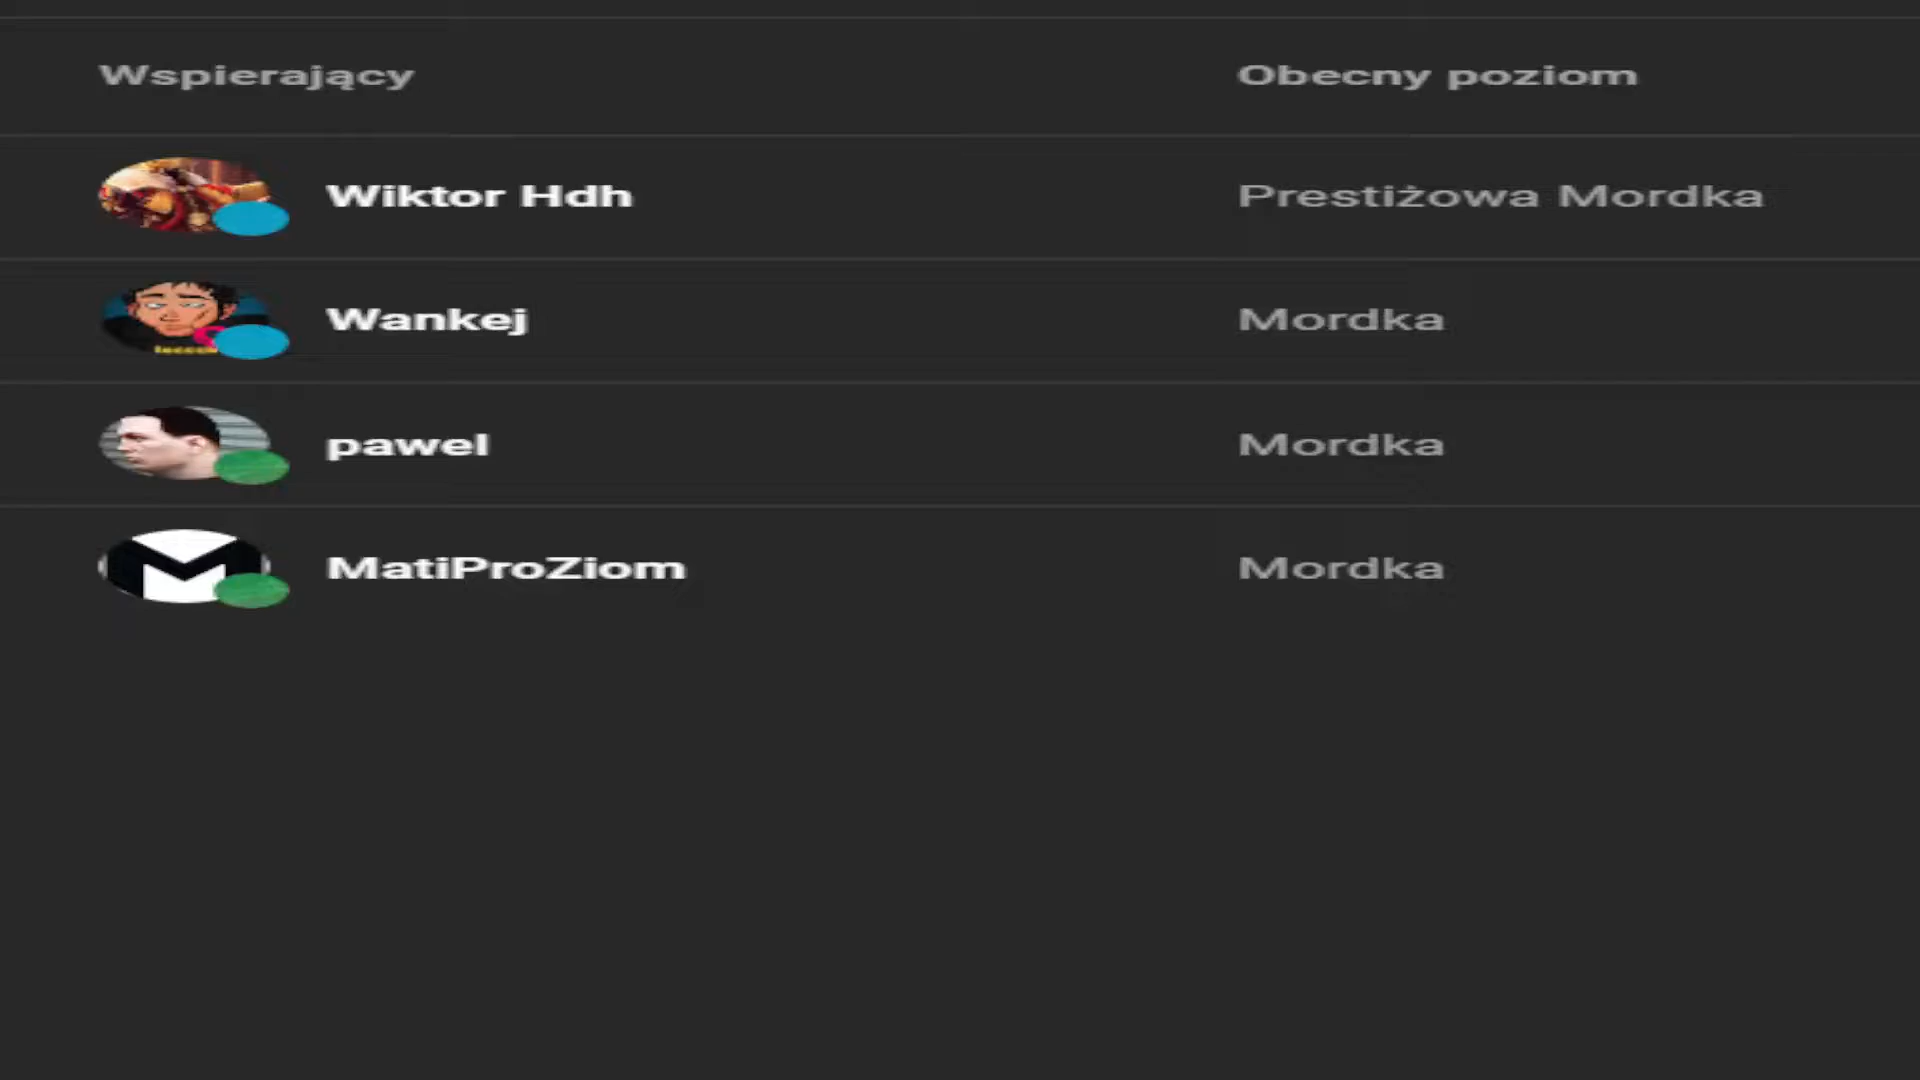 Wspierający Obecny poziom
Wiktor Hdh Prestiżowa Mordka
Wankej Mordka
pawel Mordka
MatiProZiom Mordka